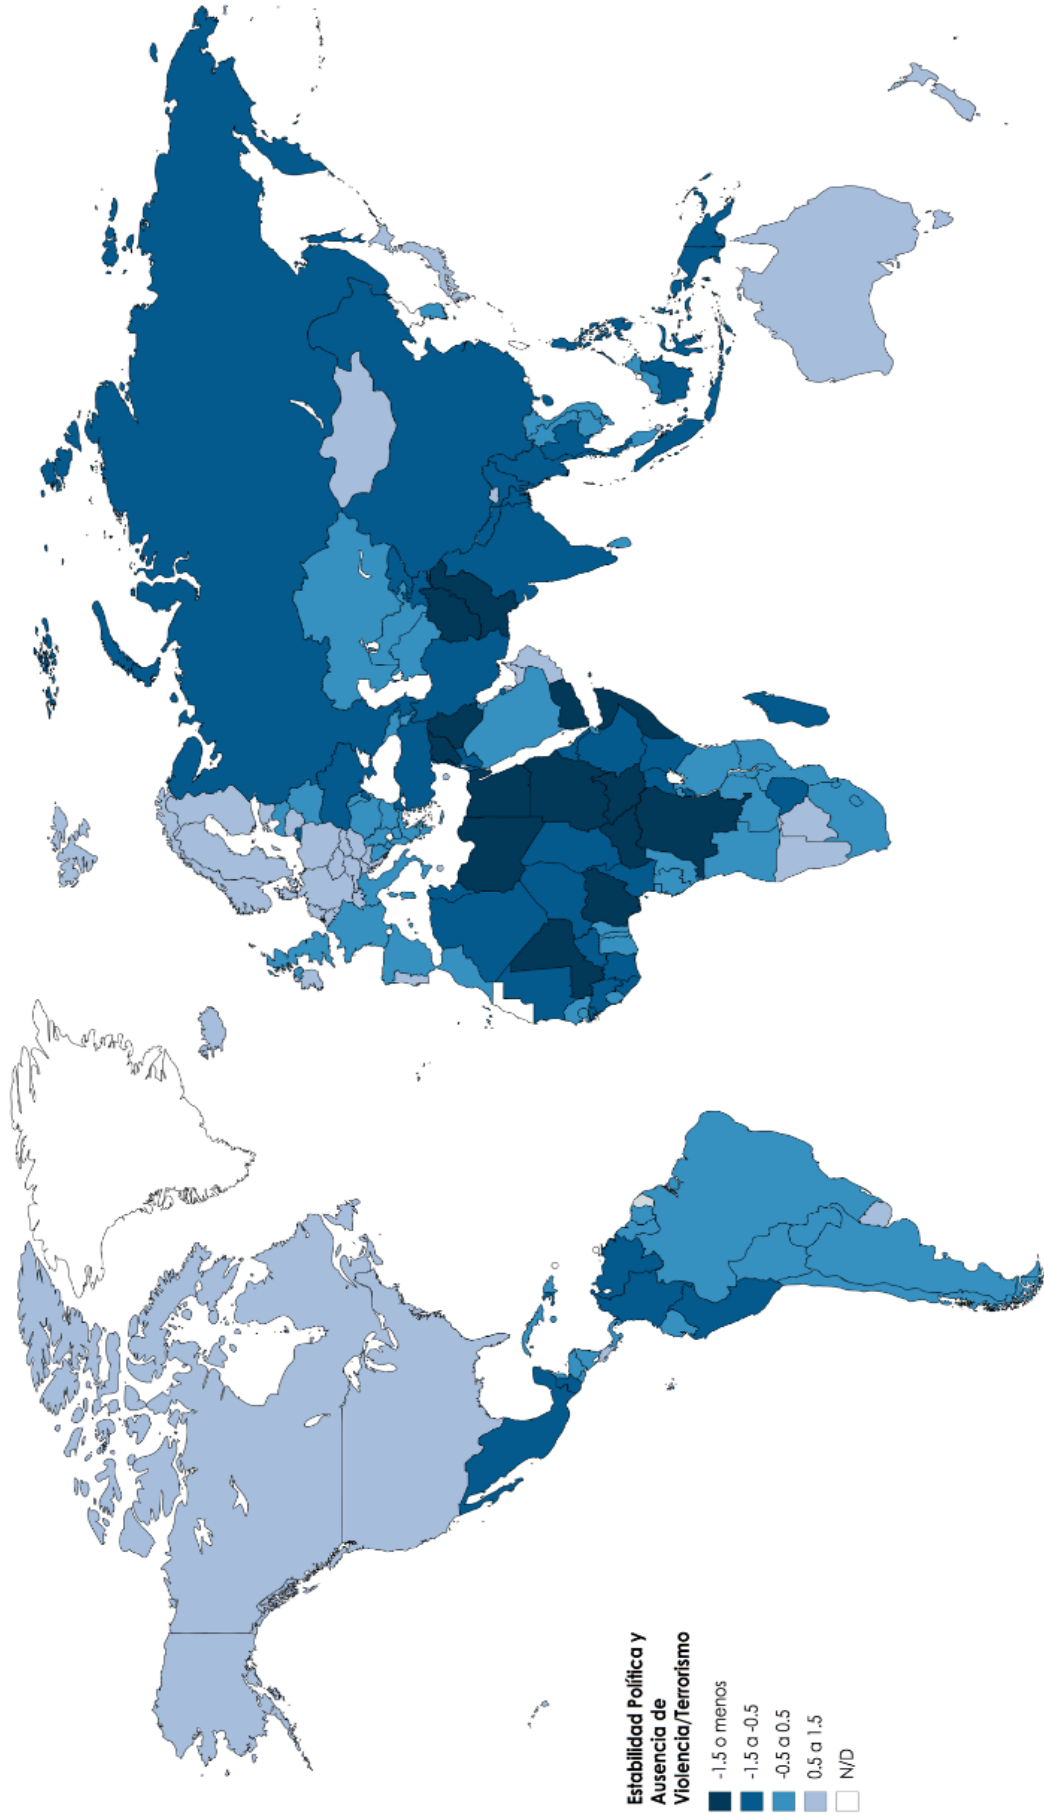 Estabilidad Política y
Ausencia de
Violencia/Terrorismo
-1.5 o menos
-1.5 a -0.5
-0.5 a 0.5
0.5 a 1.5
N/D